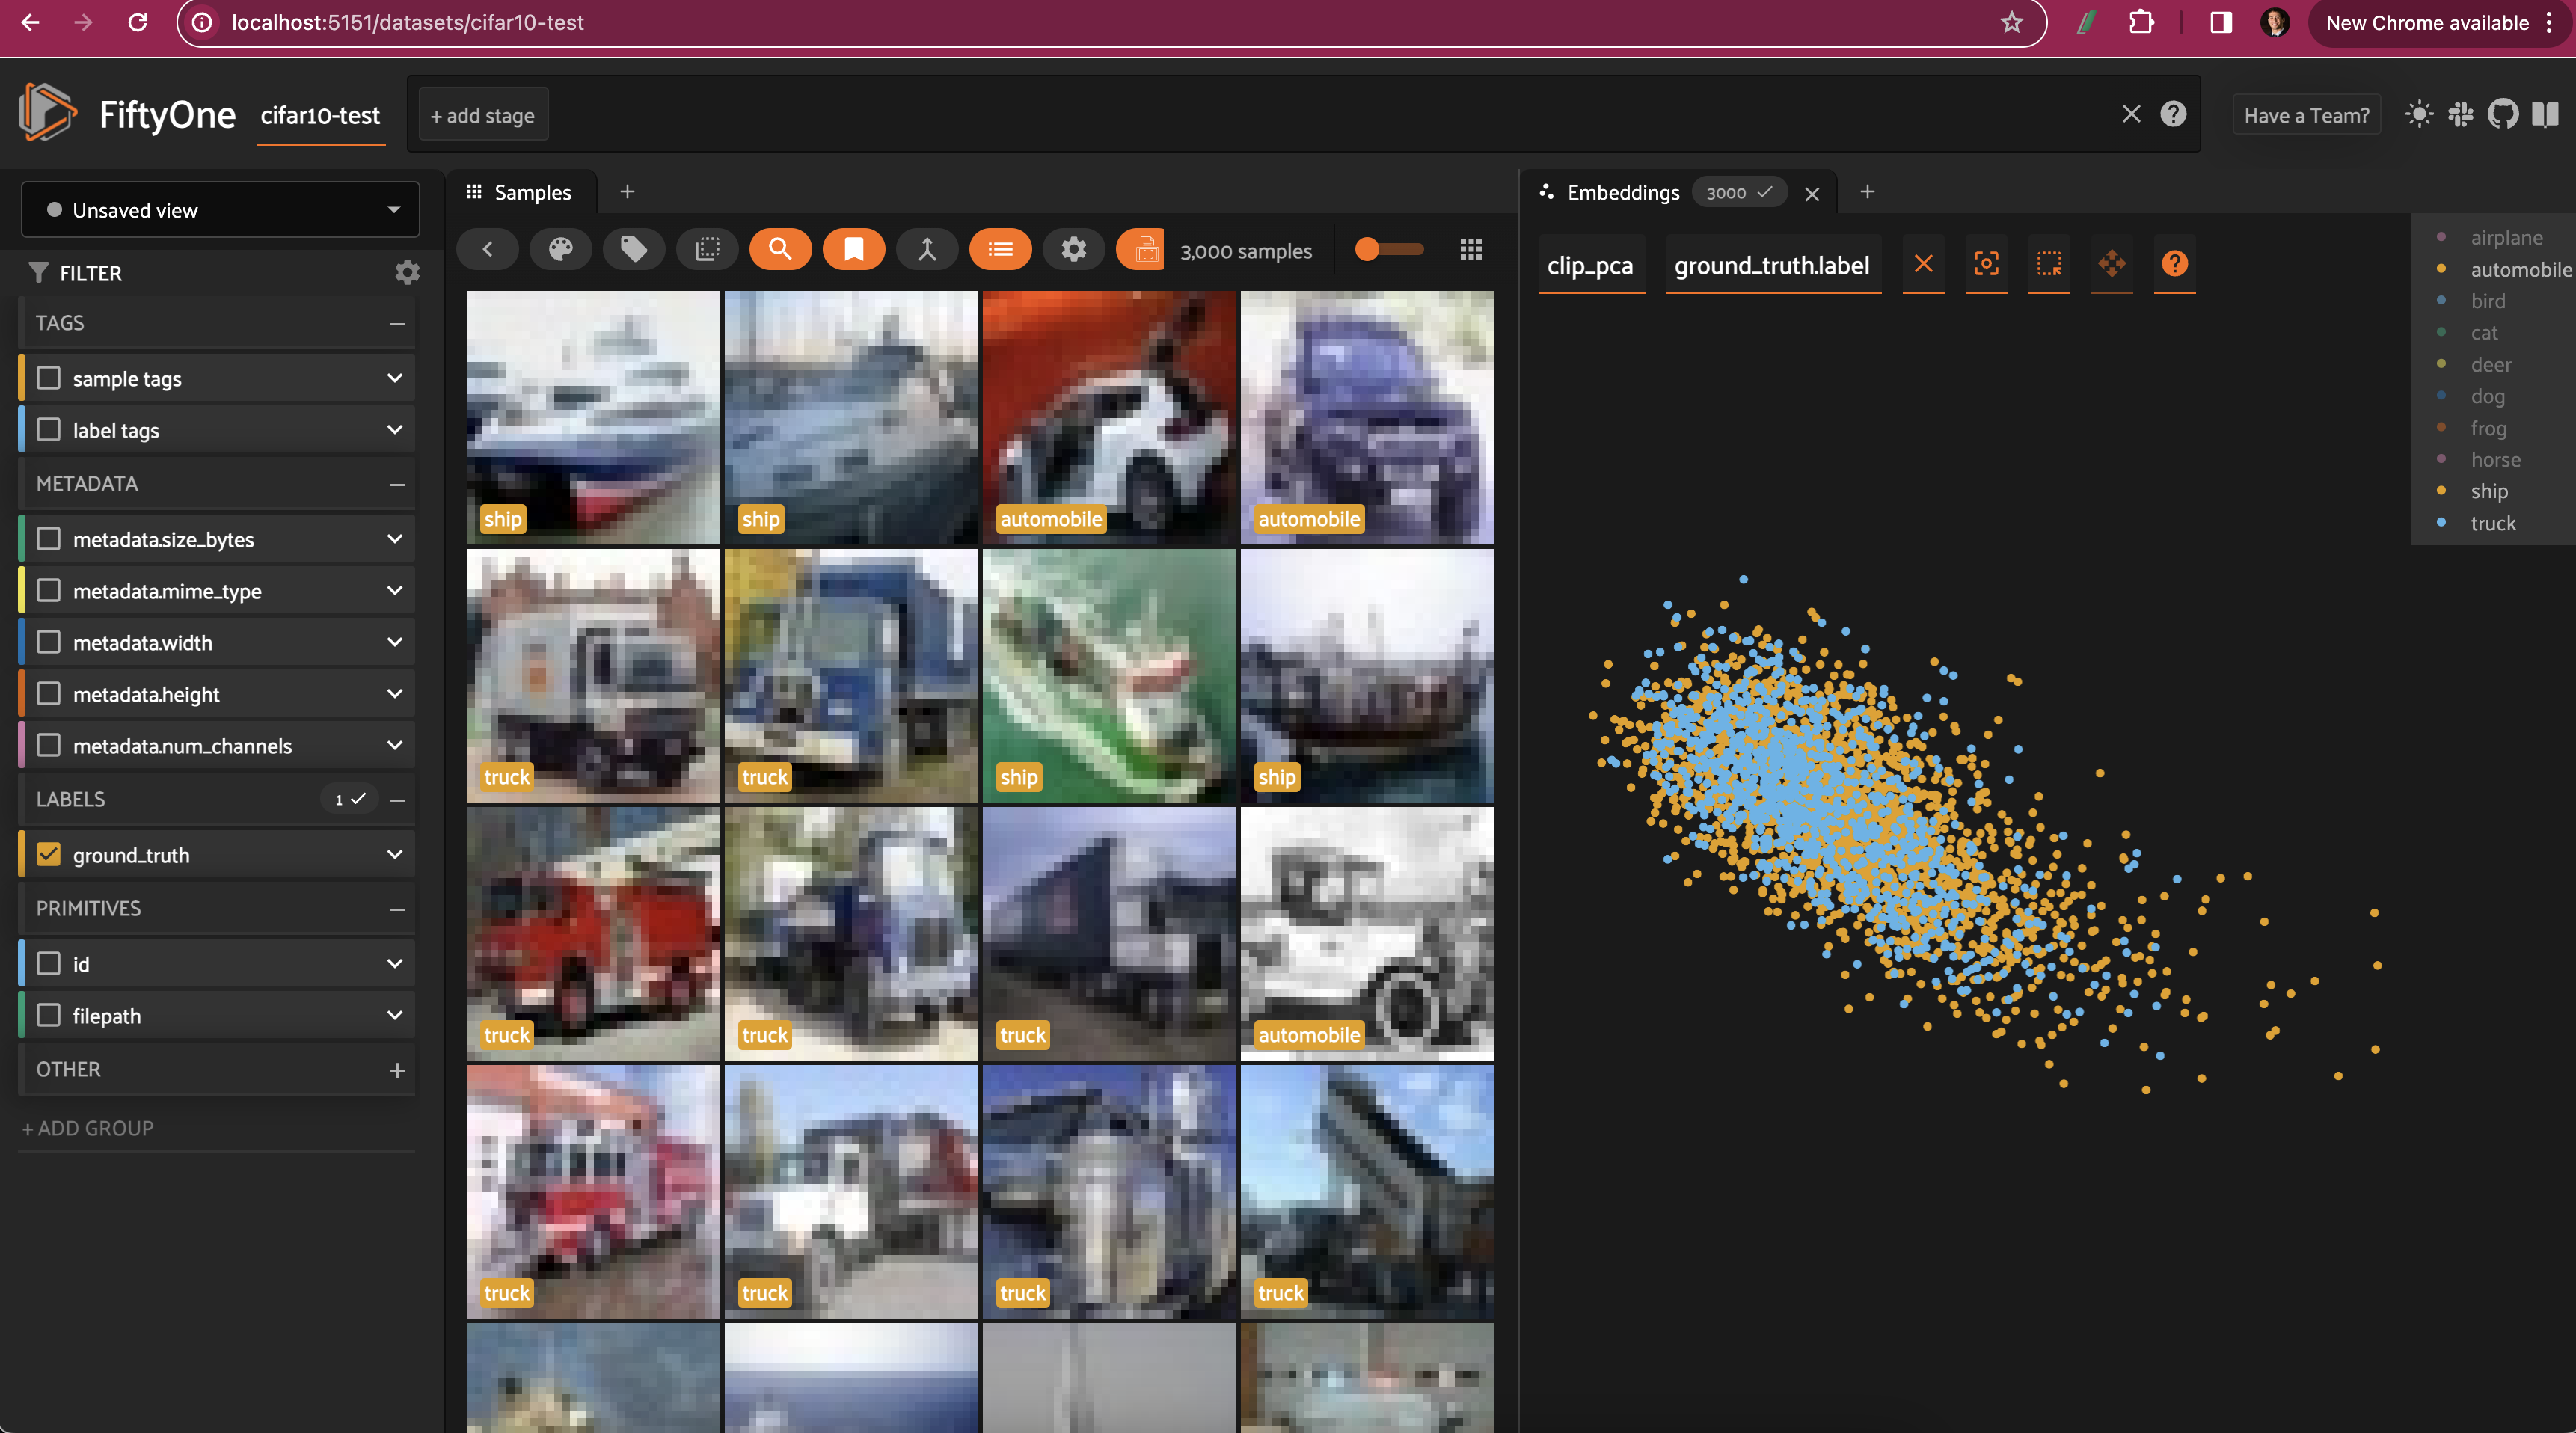 localhost:5151/datasets/cifar10-test
New Chrome available
FiftyOne
cifar10-test
+ add stage
Have a Team?
Unsaved view
Samples
Embeddings
3000
FILTER
3,000 samples
clip_pca
ground_truth.label
TAGS
sample tags
label tags
METADATA
metadata.size_bytes
metadata.mime_type
metadata.width
metadata.height
metadata.num_channels
LABELS
1
ground_truth
PRIMITIVES
id
filepath
OTHER
+ ADD GROUP
ship
ship
automobile
automobile
truck
truck
ship
ship
truck
truck
truck
automobile
truck
truck
truck
truck
airplane
automobile
bird
cat
deer
dog
frog
horse
ship
truck